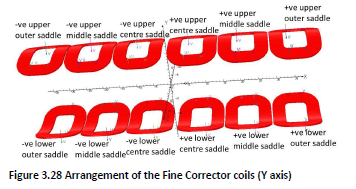 -ve upper
outer saddle
-ve upper
middle saddle
-ve upper
centre saddle
+ve upper
centre saddle
+ve upper
middle saddle
+ve upper
outer saddle
-ve lower
outer saddle
-ve lower
middle saddle
-ve lower
centre saddle
+ve lower
centre saddle
+ve lower
middle saddle
+ve lower
outer saddle
Figure 3.28 Arrangement of the Fine Corrector coils (Y axis)